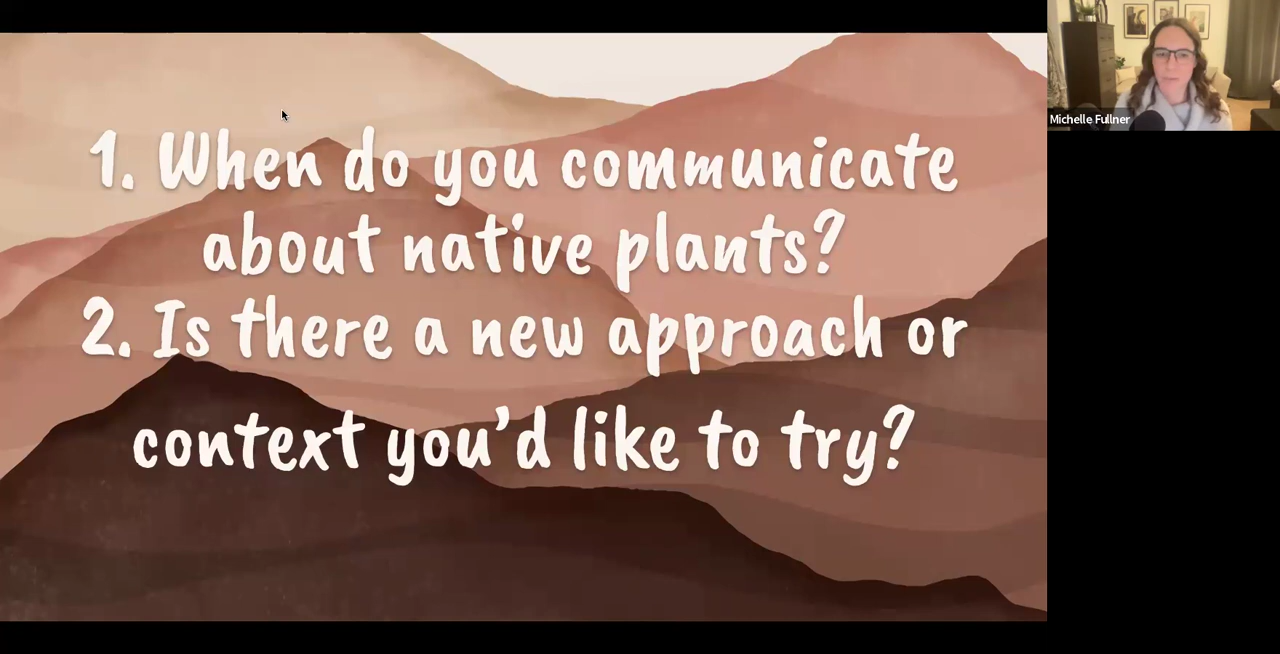 1. When do you communicate
about native plants?
2. Is there a new approach or
context you'd like to try?
Michelle Fullner